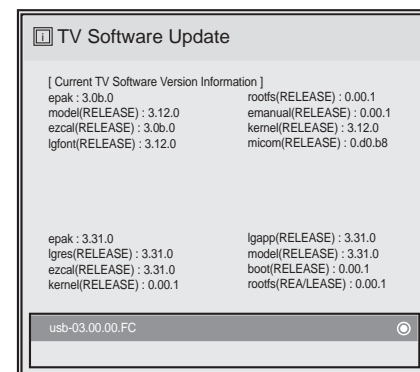 TV Software Update
[ Current TV Software Version Information ]
epak : 3.0b.0
model(RELEASE) : 3.12.0
ezcal(RELEASE) : 3.0b.0
lgfont(RELEASE) : 3.12.0
rootfs(RELEASE) : 0.00.1
emanual(RELEASE) : 0.00.1
kernel(RELEASE) : 3.12.0
micom(RELEASE) : 0.d0.b8
epak : 3.31.0
lgres(RELEASE) : 3.31.0
ezcal(RELEASE) : 3.31.0
kernel(RELEASE) : 0.00.1
lgapp(RELEASE) : 3.31.0
model(RELEASE) : 3.31.0
boot(RELEASE) : 0.00.1
rootfs(REA/LEASE) : 0.00.1
usb-03.00.00.FC